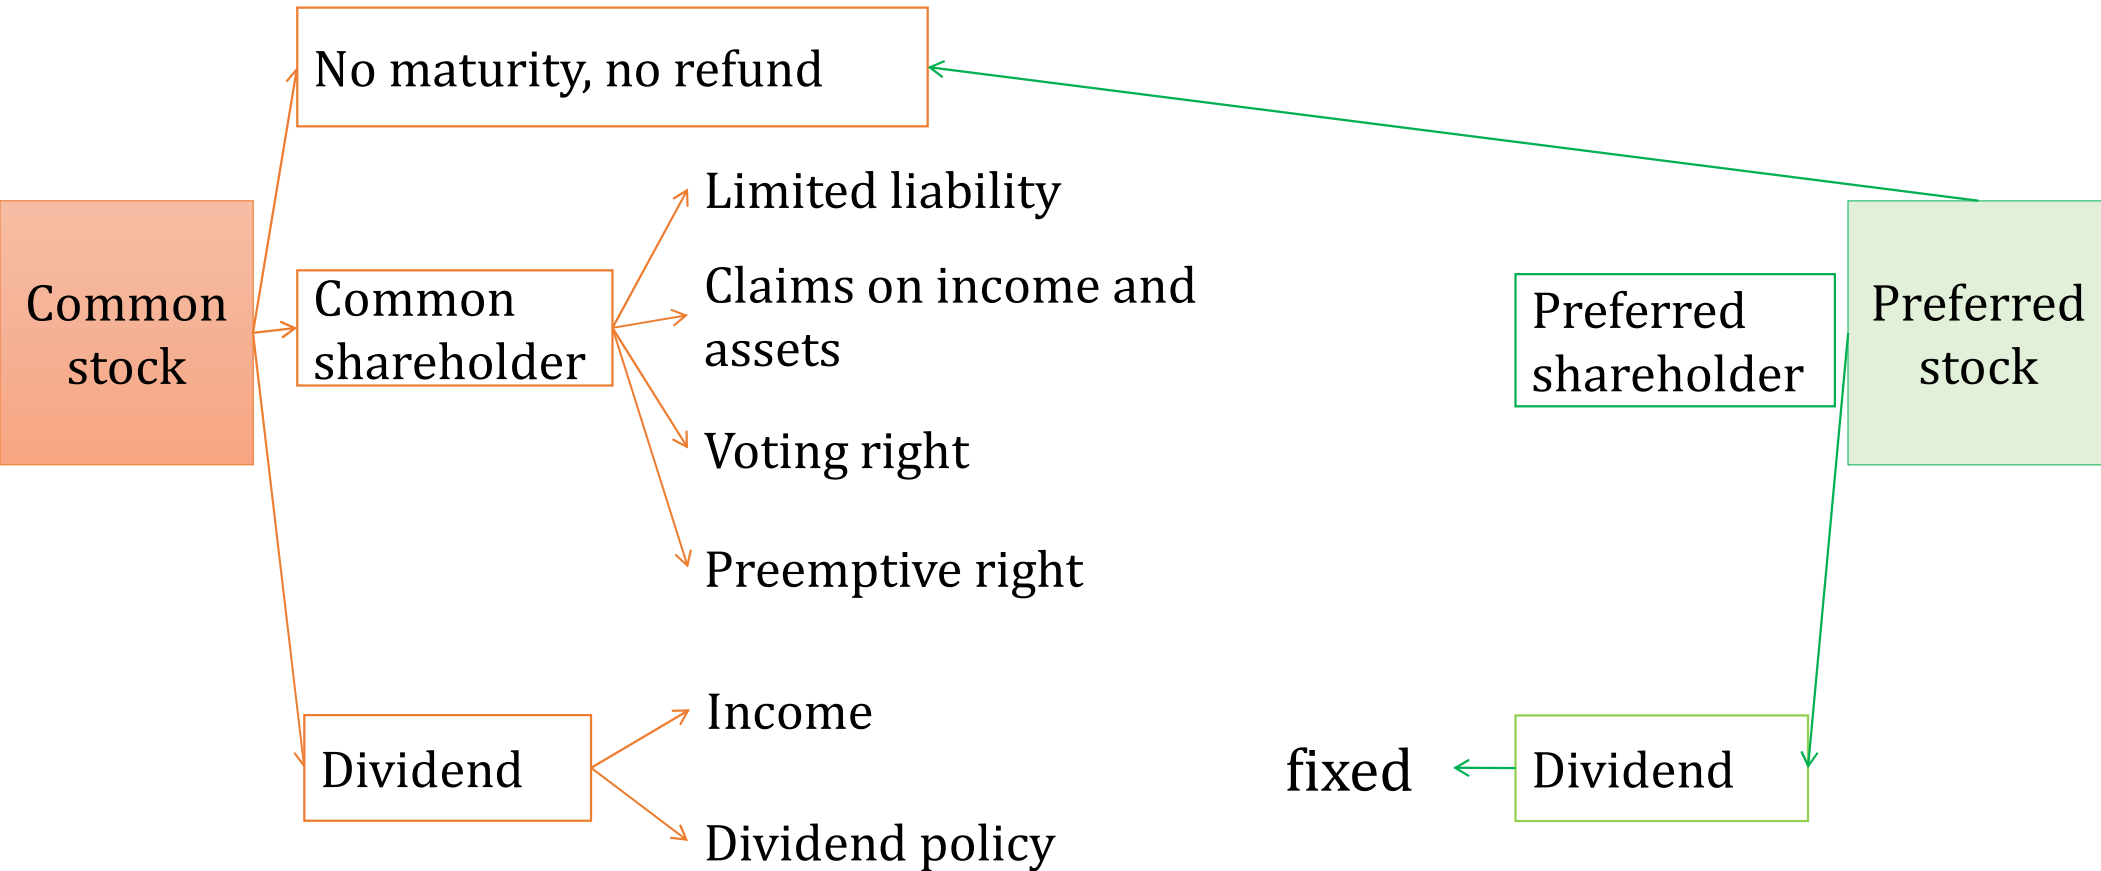 No maturity, no refund
Common
stock
Common
shareholder
Limited liability
Claims on income and
assets
Voting right
Preemptive right
Dividend
Income
Dividend policy
Preferred
shareholder
Preferred
stock
fixed
Dividend